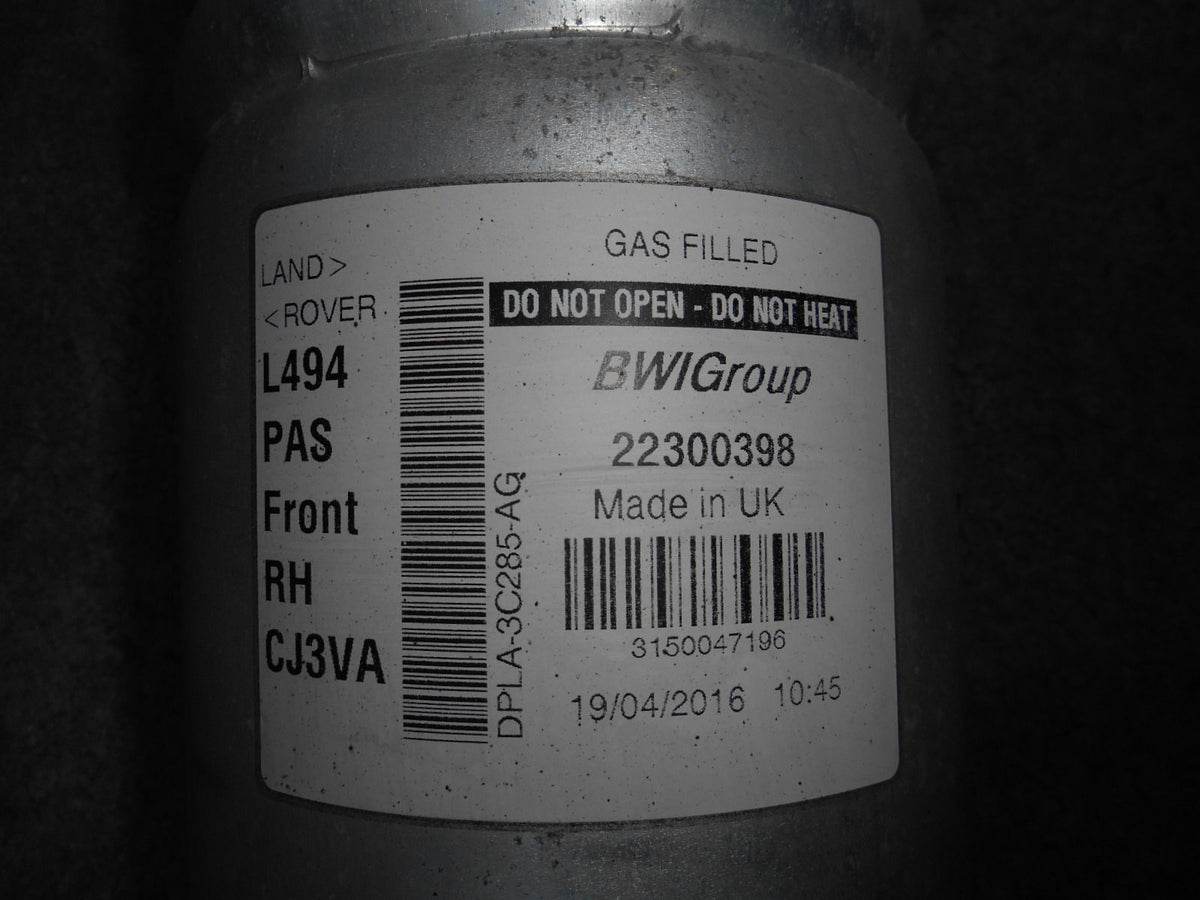 LAND>
<ROVER
L494
PAS
Front
RH
CJ3VA
DPLA-3C285-AG
GAS FILLED
DO NOT OPEN - DO NOT HEAT
BWIGroup
22300398
Made in UK
3150047196
19/04/2016 10:45